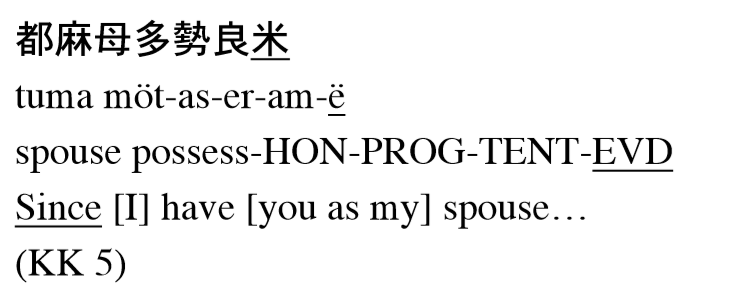 都麻母多勢良米
tuma möt-as-er-am-ë
spouse possess-HON-PROG-TENT-EVD
Since [I] have [you as my] spouse…
(KK 5)